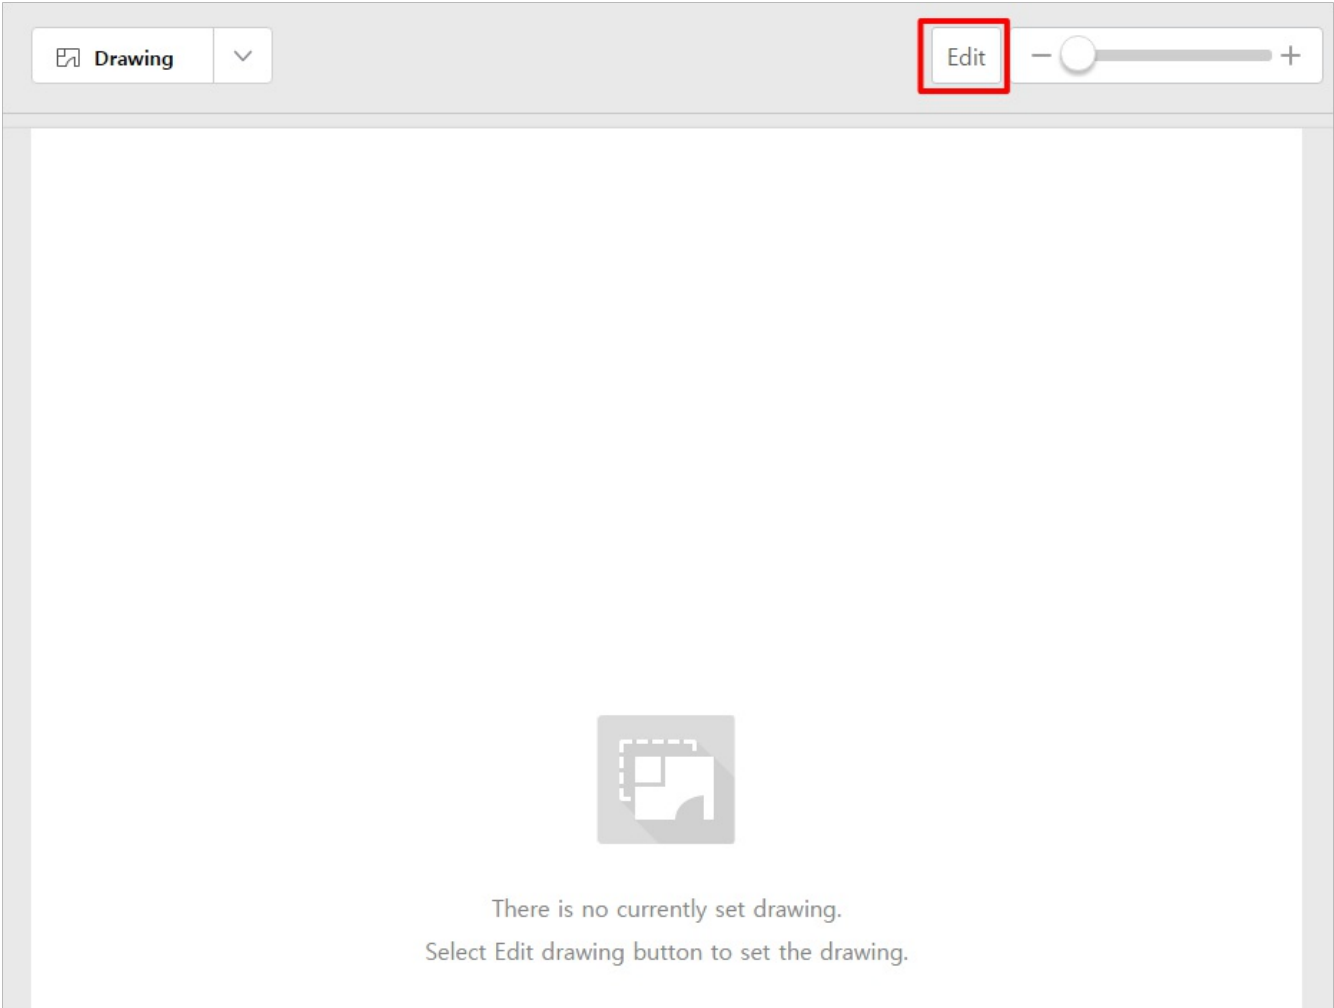 Drawing
Edit
There is no currently set drawing.
Select Edit drawing button to set the drawing.